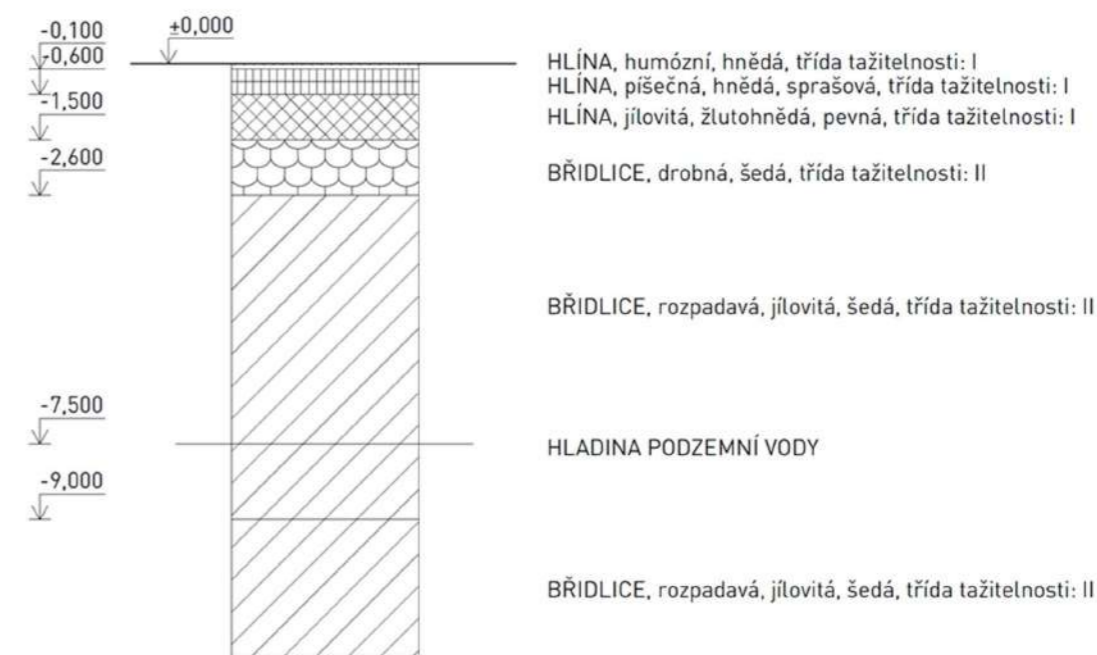 -0,100
±0,000
-0,600
HLÍNA, humózní, hnědá, třída tažitelnosti: I
HLÍNA, píšečná, hnědá, sprašová, třída tažitelnosti: I
-1,500
HLÍNA, jílovitá, žlutohnědá, pevná, třída tažitelnosti: I
-2,600
BŘIDLICE, drobná, šedá, třída tažitelnosti: II
BŘIDLICE, rozpadavá, jílovitá, šedá, třída tažitelnosti: II
-7,500
HLADINA PODZEMNÍ VODY
-9,000
BŘIDLICE, rozpadavá, jílovitá, šedá, třída tažitelnosti: II